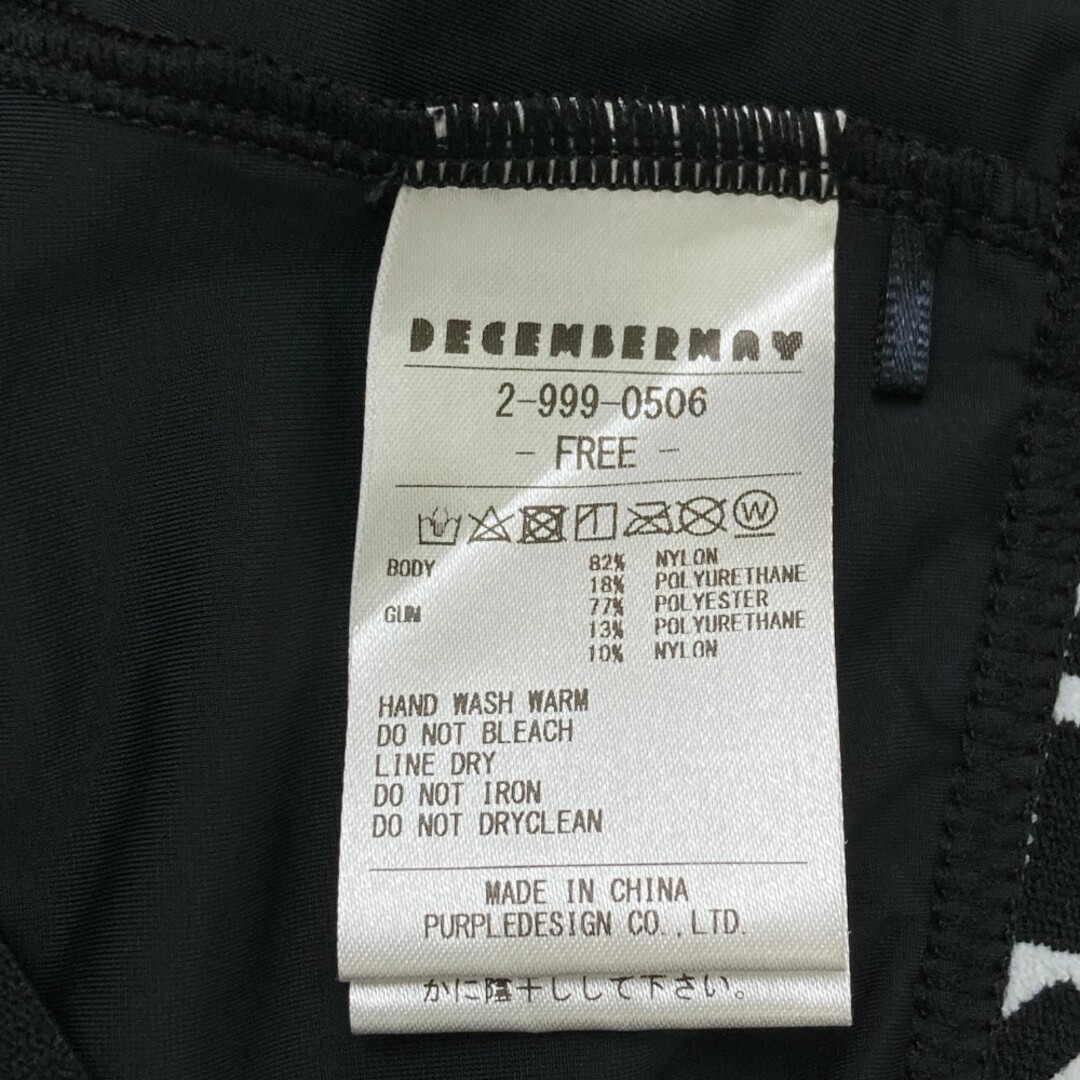 DECEMBERMAY
2-999-0506
- FREE -
W
BODY 82% NYLON
18% POLYURETHANE
GUM 77% POLYESTER
13% POLYURETHANE
10% NYLON
HAND WASH WARM
DO NOT BLEACH
LINE DRY
DO NOT IRON
DO NOT DRYCLEAN
MADE IN CHINA
PURPLEDESIGN CO.,LTD.
かに陰干しして下さい。